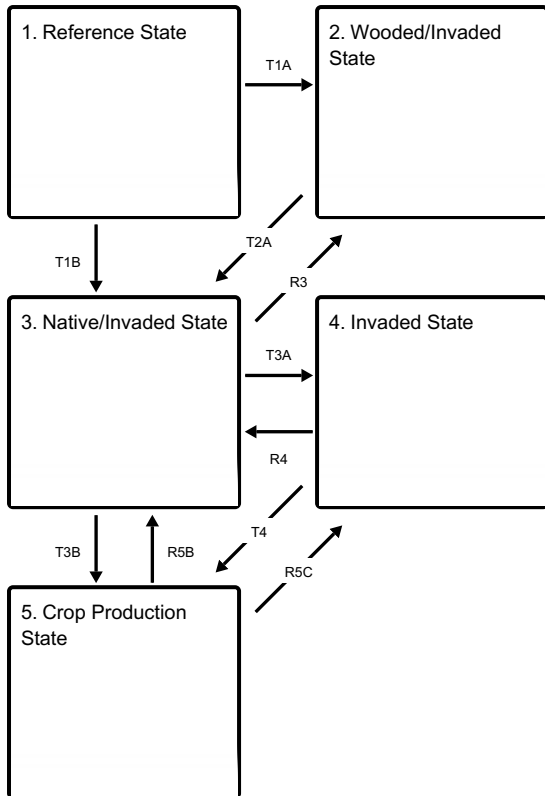 1. Reference State
2. Wooded/Invaded
State
T1A
T2A
T1B
R3
3. Native/Invaded State
4. Invaded State
T3A
R4
T3B
R5B
T4
R5C
5. Crop Production
State